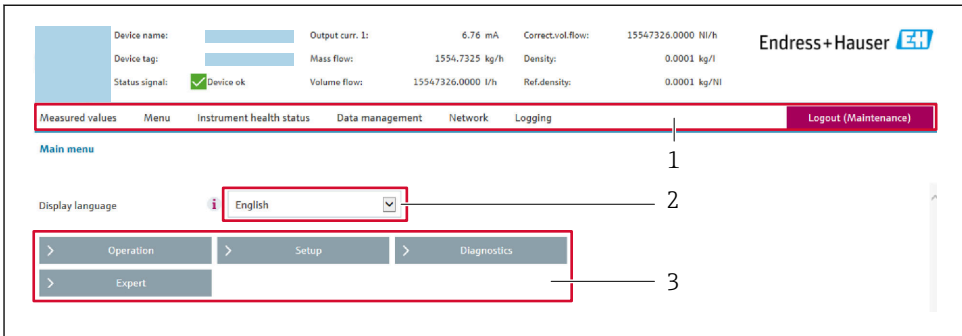 Device name: Output curr. 1: 6.76 mA Correct.vol.flow: 15547326.0000 Nl/h
Endress+Hauser EH
Device tag: Mass flow: 1554.7325 kg/h Density: 0.0001 kg/l
Status signal: Device ok Volume flow: 15547326.0000 l/h Ref.density: 0.0001 kg/Nl
Measured values Menu Instrument health status Data management Network Logging Logout (Maintenance)
1
Main menu
Display language i English 2
> Operation > Setup > Diagnostics
> Expert 3